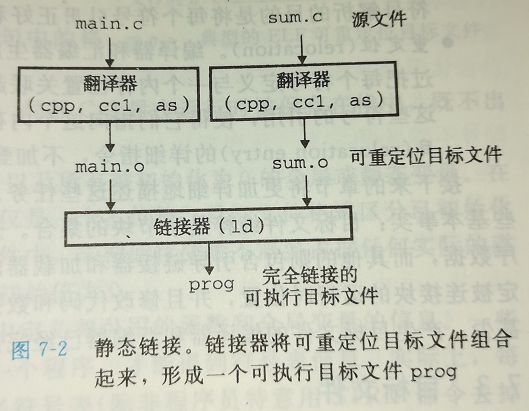 main.c sum.c 源文件
翻译器 翻译器
(cpp, cc1, as) (cpp, cc1, as)
main.o sum.o 可重定位目标文件
链接器(ld)
prog 完全链接的
可执行目标文件
图 7-2 静态链接。链接器将可重定位目标文件组合
起来，形成一个可执行目标文件 prog